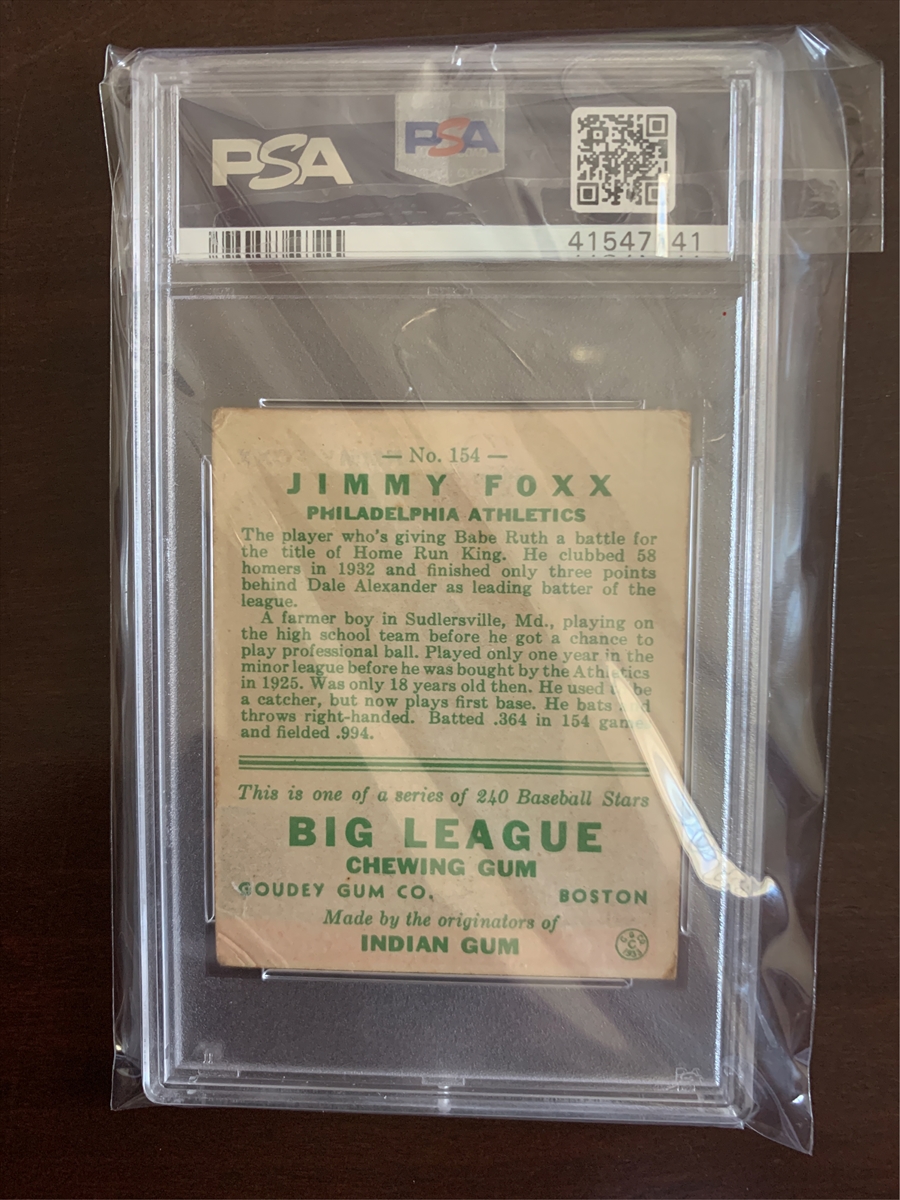 PSA
PSA
41547 41
— No. 154 —
JIMMY FOXX
PHILADELPHIA ATHLETICS
The player who's giving Babe Ruth a battle for
the title of Home Run King. He clubbed 58
homers in 1932 and finished only three points
behind Dale Alexander as leading batter of the
league.
A farmer boy in Sudlersville, Md., playing on
the high school team before he got a chance to
play professional ball. Played only one year in the
minor league before he was bought by the Athletics
in 1925. Was only 18 years old then. He used to be
a catcher, but now plays first base. He bats and
throws right-handed. Batted .364 in 154 games
and fielded .994.
This is one of a series of 240 Baseball Stars
BIG LEAGUE
CHEWING GUM
GOUDEY GUM CO. BOSTON
Made by the originators of
INDIAN GUM